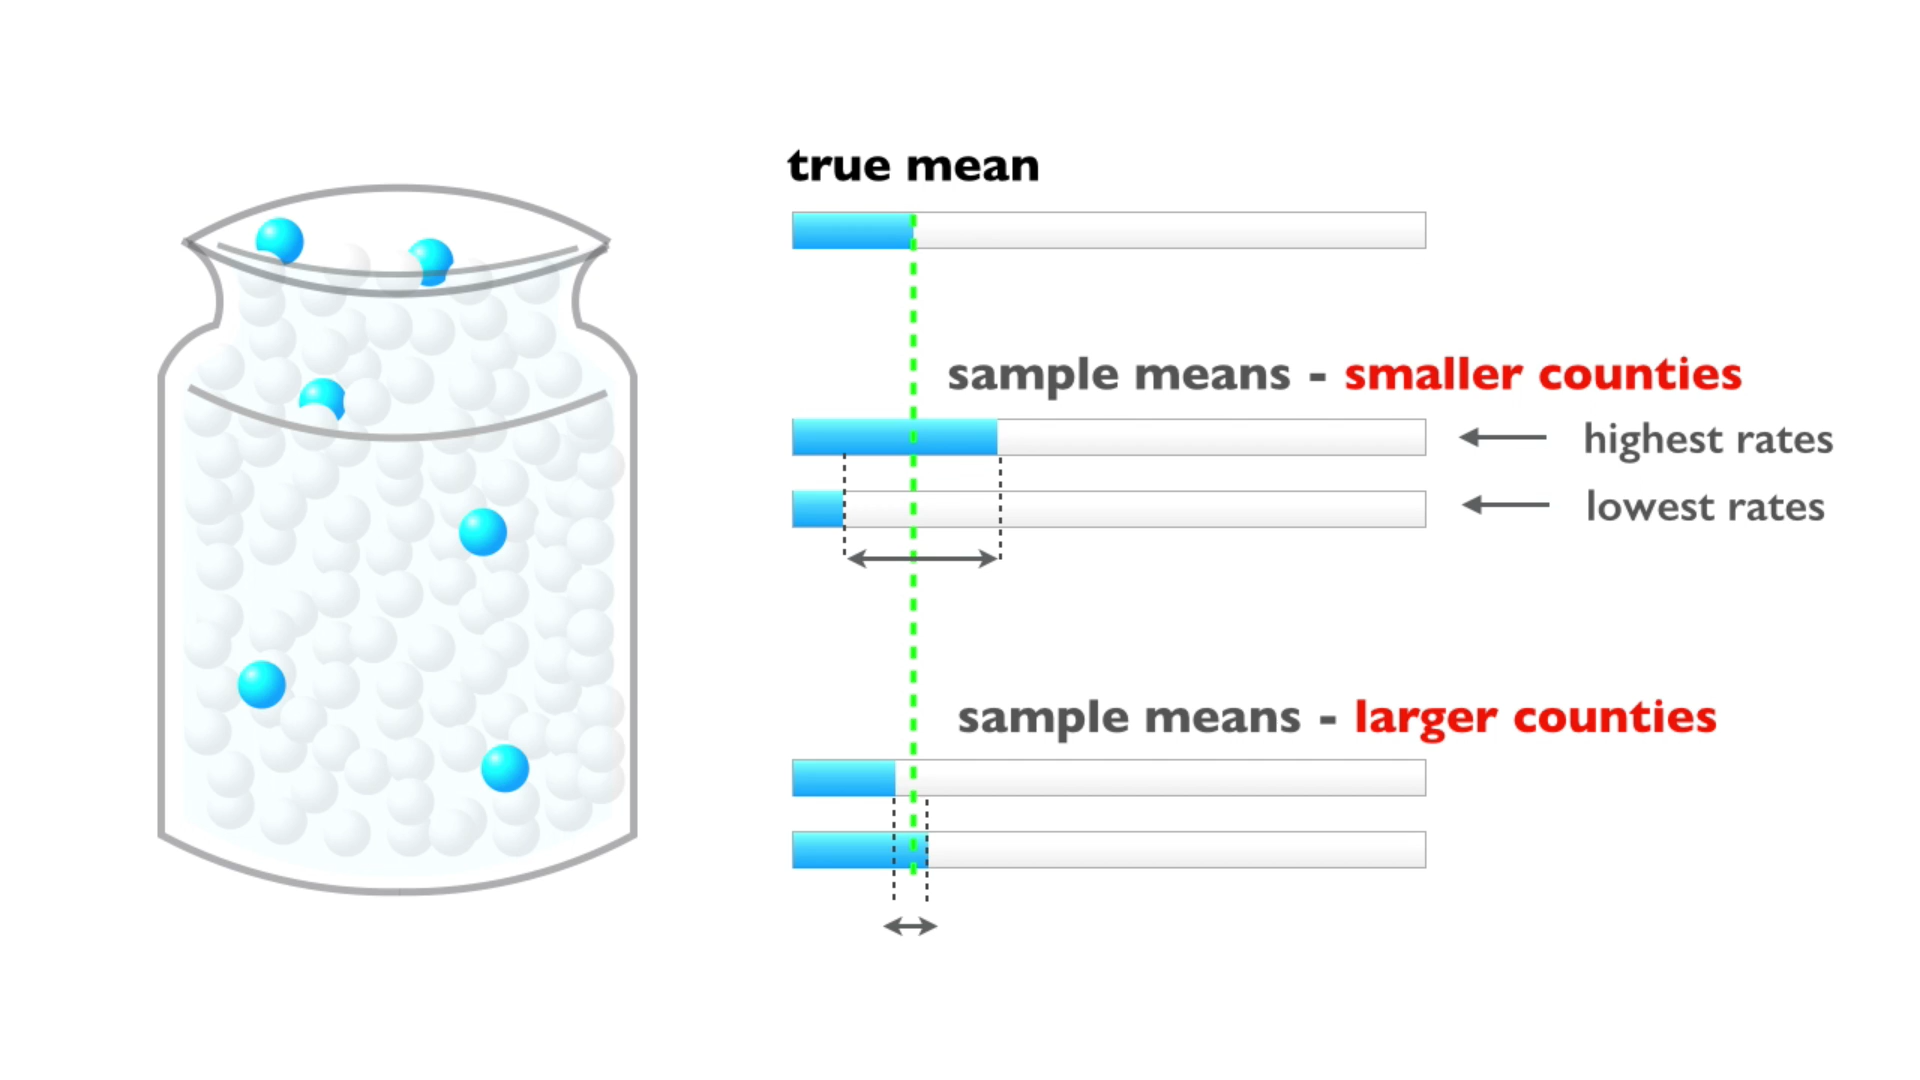 true mean
sample means - smaller counties
highest rates
lowest rates
sample means - larger counties